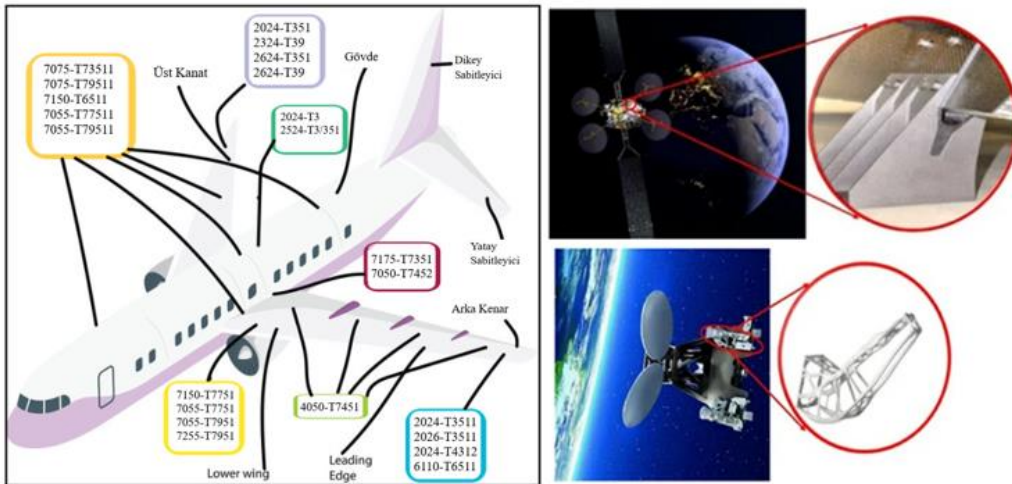 2024-T351
2324-T39
2624-T351
2624-T39
7075-T73511
7075-T79511
7150-T6511
7055-T77511
7055-T79511
Üst Kanat
Gövde
Dikey
Sabitleyici
2024-T3
2524-T3/351
7175-T7351
7050-T7452
Yatay
Sabitleyici
Arka Kenar
7150-T7751
7055-T7751
7055-T7951
7255-T7951
4050-T7451
2024-T3511
2026-T3511
2024-T4312
6110-T6511
Lower wing
Leading
Edge